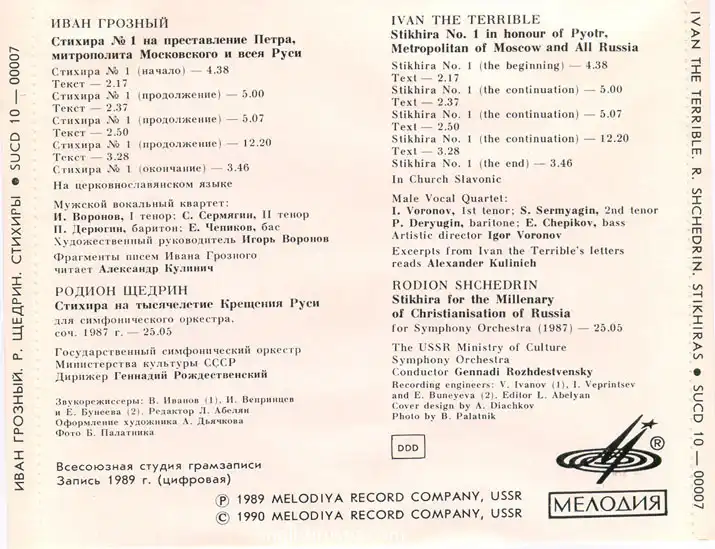 ИВАН ГРОЗНЫЙ. Р. ЩЕДРИН. СТИХИРЫ ● SUCD 10 — 00007
ИВАН ГРОЗНЫЙ
Стихира № 1 на преставление Петра,
митрополита Московского и всея Руси
Стихира № 1 (начало) — 4.38
Текст — 2.17
Стихира № 1 (продолжение) — 5.00
Текст — 2.37
Стихира № 1 (продолжение) — 5.07
Текст — 2.50
Стихира № 1 (продолжение) — 12.20
Текст — 3.28
Стихира № 1 (окончание) — 3.46
На церковнославянском языке
Мужской вокальный квартет:
И. Воронов, I тенор; С. Сермягин, II тенор
П. Дерюгин, баритон; Е. Чепиков, бас
Художественный руководитель Игорь Воронов
Фрагменты писем Ивана Грозного
читает Александр Кулинич
РОДИОН ЩЕДРИН
Стихира на тысячелетие Крещения Руси
для симфонического оркестра,
соч. 1987 г. — 25.05
Государственный симфонический оркестр
Министерства культуры СССР
Дирижер Геннадий Рождественский
Звукорежиссеры: В. Иванов (1), И. Вепринцев
и Е. Бунеева (2). Редактор Л. Абелян
Оформление художника А. Дьячкова
Фото Б. Палатника
Всесоюзная студия грамзаписи
Запись 1989 г. (цифровая)
IVAN THE TERRIBLE
Stikhira No. 1 in honour of Pyotr,
Metropolitan of Moscow and All Russia
Stikhira No. 1 (the beginning) — 4.38
Text — 2.17
Stikhira No. 1 (the continuation) — 5.00
Text — 2.37
Stikhira No. 1 (the continuation) — 5.07
Text — 2.50
Stikhira No. 1 (the continuation) — 12.20
Text — 3.28
Stikhira No. 1 (the end) — 3.46
In Church Slavonic
Male Vocal Quartet:
I. Voronov, 1st tenor; S. Sermyagin, 2nd tenor
P. Deryugin, baritone; E. Chepikov, bass
Artistic director Igor Voronov
Excerpts from Ivan the Terrible's letters
reads Alexander Kulinich
RODION SHCHEDRIN
Stikhira for the Millenary
of Christianisation of Russia
for Symphony Orchestra (1987) — 25.05
The USSR Ministry of Culture
Symphony Orchestra
Conductor Gennadi Rozhdestvensky
Recording engineers: V. Ivanov (1), I. Veprintsev
and E. Buneyeva (2). Editor L. Abelyan
Cover design by A. Diachkov
Photo by B. Palatnik
DDD
®
МЕЛОДИЯ
Ⓟ 1989 MELODIYA RECORD COMPANY, USSR
© 1990 MELODIYA RECORD COMPANY, USSR
IVAN THE TERRIBLE. R. SHCHEDRIN. STIKHIRAS ● SUCD 10 — 00007